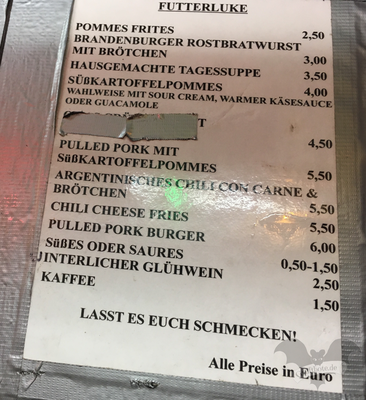 FUTTERLUKE
POMMES FRITES 2,50
BRANDENBURGER ROSTBRATWURST
MIT BRÖTCHEN 3,00
HAUSGEMACHTE TAGESSUPPE 3,50
SÜßKARTOFFELPOMMES 4,00
WAHLWEISE MIT SOUR CREAM, WARMER KÄSESAUCE
ODER GUACAMOLE
T
4,50
PULLED PORK MIT
SÜßKARTOFFELPOMMES 5,50
ARGENTINISCHES CHILI CON CARNE &
BRÖTCHEN 5,50
CHILI CHEESE FRIES 5,50
PULLED PORK BURGER 6,00
SÜßES ODER SAURES 0,50-1,50
INTERLICHER GLÜHWEIN 2,50
KAFFEE 1,50
LASST ES EUCH SCHMECKEN!
Alle Preise in Euro